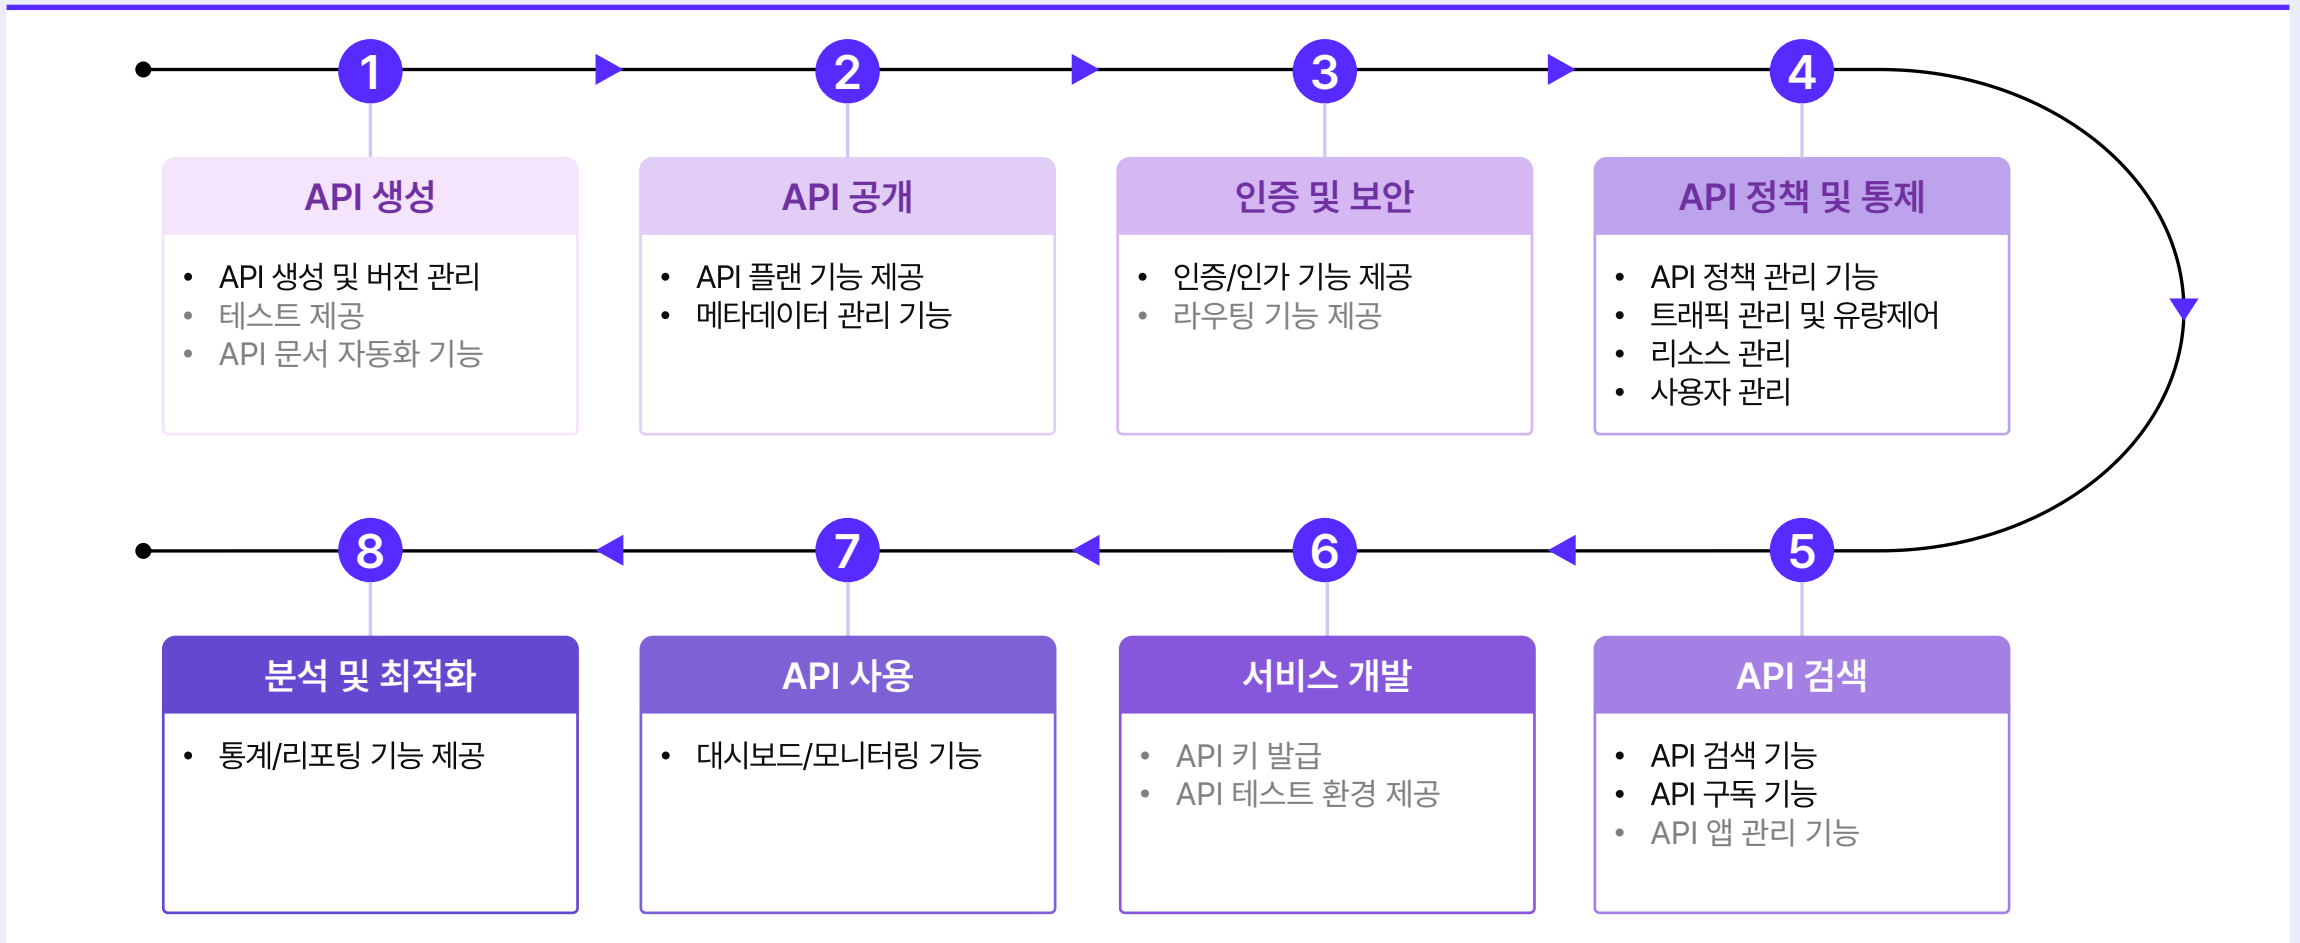 1
2
3
4
API 생성
• API 생성 및 버전 관리
• 테스트 제공
• API 문서 자동화 기능
API 공개
• API 플랜 기능 제공
• 메타데이터 관리 기능
인증 및 보안
• 인증/인가 기능 제공
• 라우팅 기능 제공
API 정책 및 통제
• API 정책 관리 기능
• 트래픽 관리 및 유량제어
• 리소스 관리
• 사용자 관리
8
7
6
5
분석 및 최적화
• 통계/리포팅 기능 제공
API 사용
• 대시보드/모니터링 기능
서비스 개발
• API 키 발급
• API 테스트 환경 제공
API 검색
• API 검색 기능
• API 구독 기능
• API 앱 관리 기능